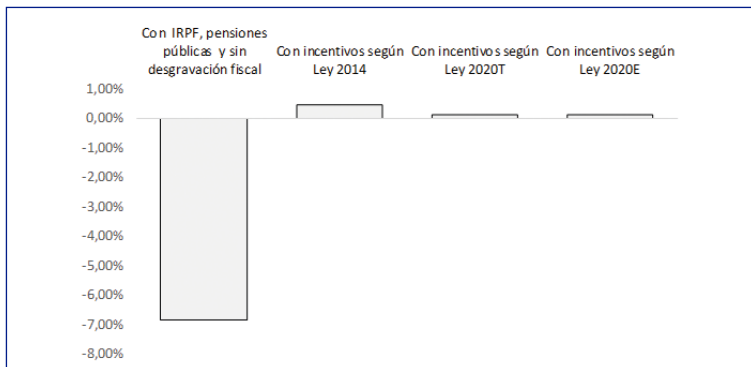 Con IRPF, pensiones
públicas y sin
desgravación fiscal
Con incentivos según
Ley 2014
Con incentivos según
Ley 2020T
Con incentivos según
Ley 2020E
1,00%
0,00%
-1,00%
-2,00%
-3,00%
-4,00%
-5,00%
-6,00%
-7,00%
-8,00%